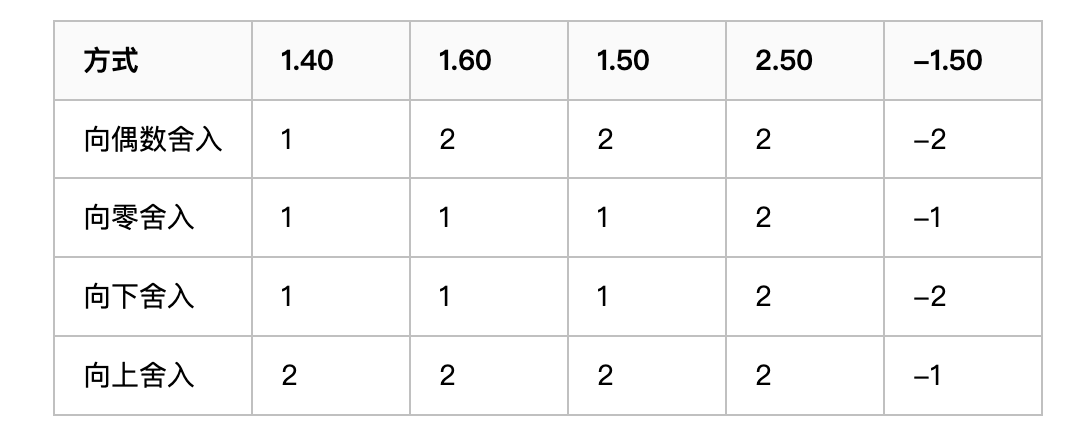 方式 1.40 1.60 1.50 2.50 –1.50
向偶数舍入 1 2 2 2 –2
向零舍入 1 1 1 2 –1
向下舍入 1 1 1 2 –2
向上舍入 2 2 2 2 –1